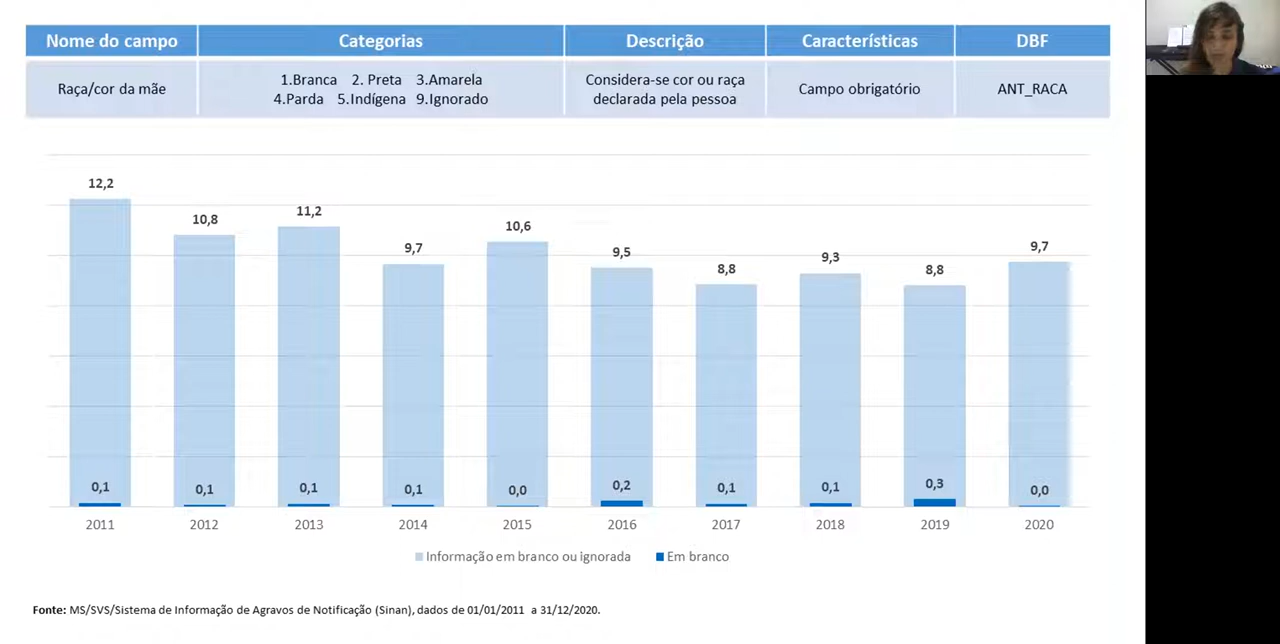 Nome do campo Categorias Descrição Características DBF
Raça/cor da mãe
1.Branca 2. Preta 3.Amarela
4.Parda 5.Indígena 9.Ignorado
Considera-se cor ou raça
declarada pela pessoa
Campo obrigatório
ANT_RACA
12,2 10,8 11,2 9,7 10,6 9,5 8,8 9,3 8,8 9,7
0,1 0,1 0,1 0,1 0,0 0,2 0,1 0,1 0,3 0,0
2011 2012 2013 2014 2015 2016 2017 2018 2019 2020
Informação em branco ou ignorada Em branco
Fonte: MS/SVS/Sistema de Informação de Agravos de Notificação (Sinan), dados de 01/01/2011 a 31/12/2020.